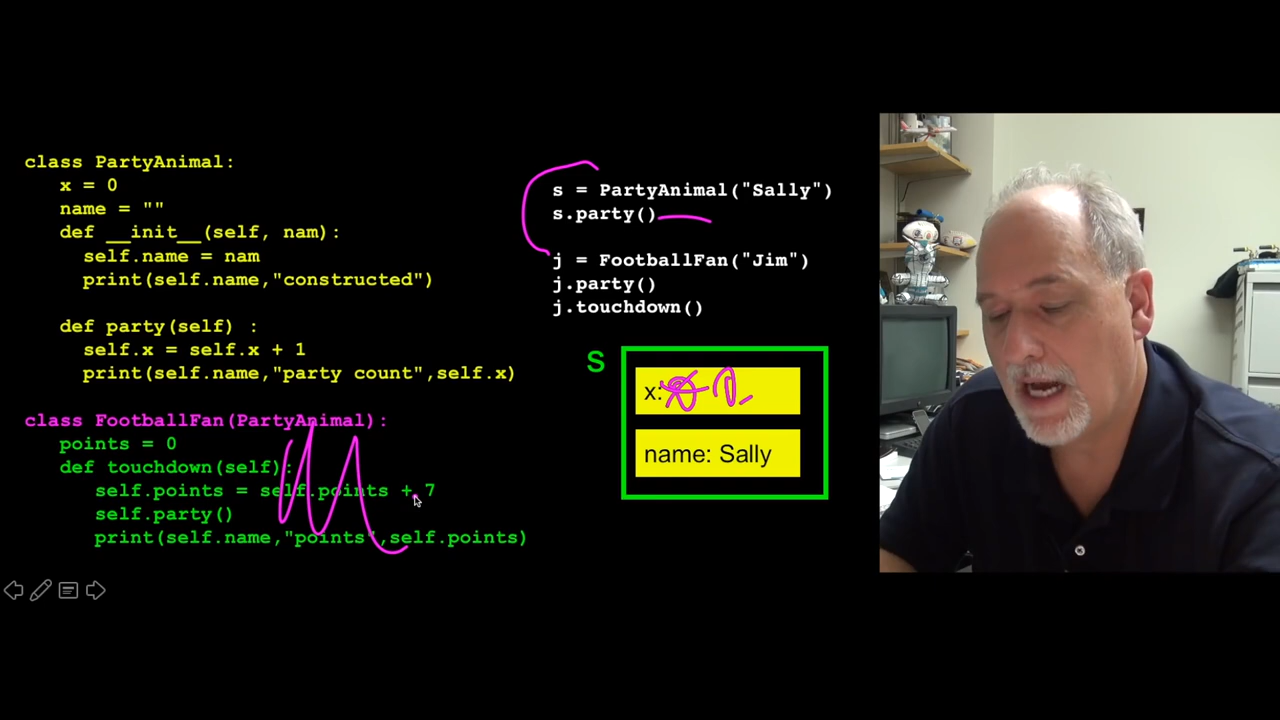 class PartyAnimal:
x = 0
name = ""
def __init__(self, nam):
self.name = nam
print(self.name,"constructed")
def party(self) :
self.x = self.x + 1
print(self.name,"party count",self.x)
class FootballFan(PartyAnimal):
points = 0
def touchdown(self):
self.points = self.points + 7
self.party()
print(self.name,"points",self.points)
s = PartyAnimal("Sally")
s.party()
j = FootballFan("Jim")
j.party()
j.touchdown()
S
x:
name: Sally